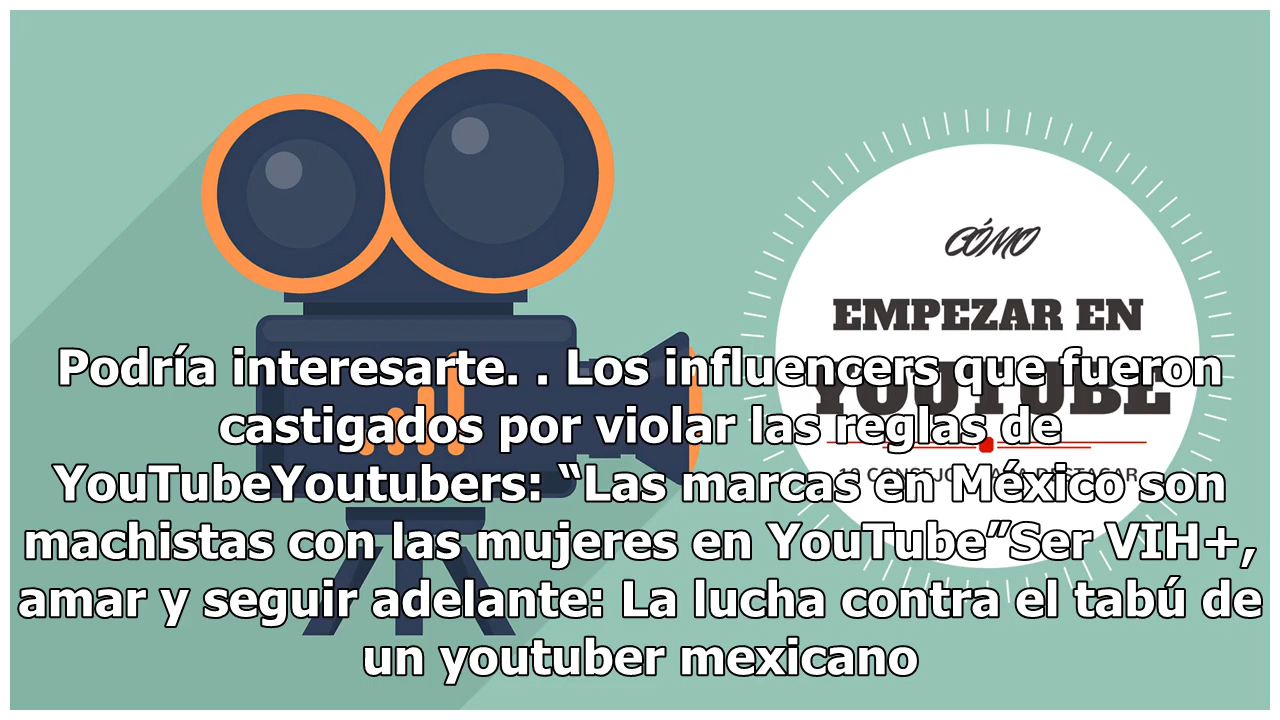 CÓMO
EMPEZAR EN
YOUTUBE
Podría interesarte. . Los influencers que fueron
castigados por violar las reglas de
YouTubeYoutubers: “Las marcas en México son
machistas con las mujeres en YouTube”Ser VIH+,
amar y seguir adelante: La lucha contra el tabú de
un youtuber mexicano